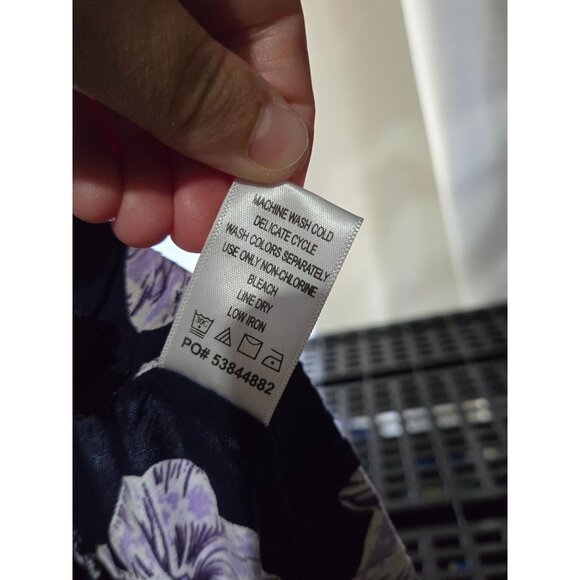 MACHINE WASH COLD
DELICATE CYCLE
WASH COLORS SEPARATELY
USE ONLY NON-CHLORINE
BLEACH
LINE DRY
LOW IRON
30C
PO# 53844882